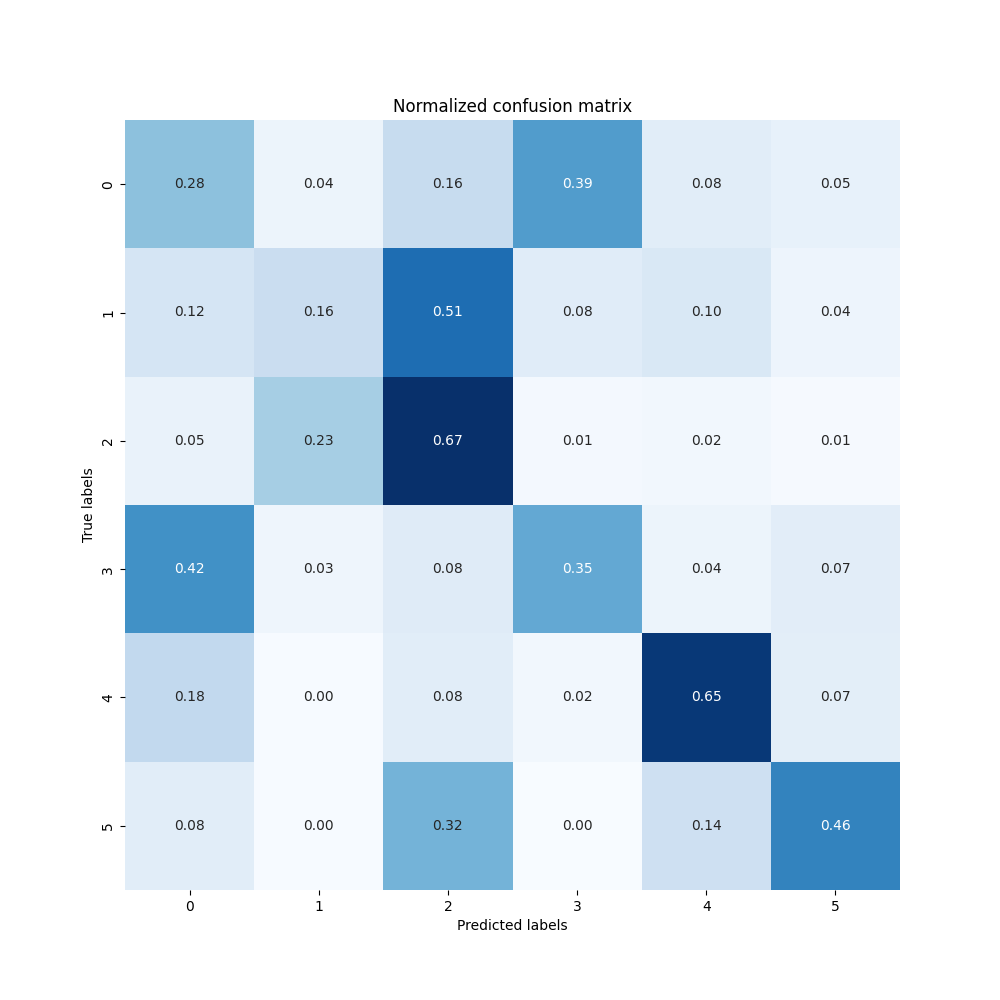 Normalized confusion matrix
0 0.28 0.04 0.16 0.39 0.08 0.05
1 0.12 0.16 0.51 0.08 0.10 0.04
2 0.05 0.23 0.67 0.01 0.02 0.01
True labels
3 0.42 0.03 0.08 0.35 0.04 0.07
4 0.18 0.00 0.08 0.02 0.65 0.07
5 0.08 0.00 0.32 0.00 0.14 0.46
0 1 2 3 4 5
Predicted labels